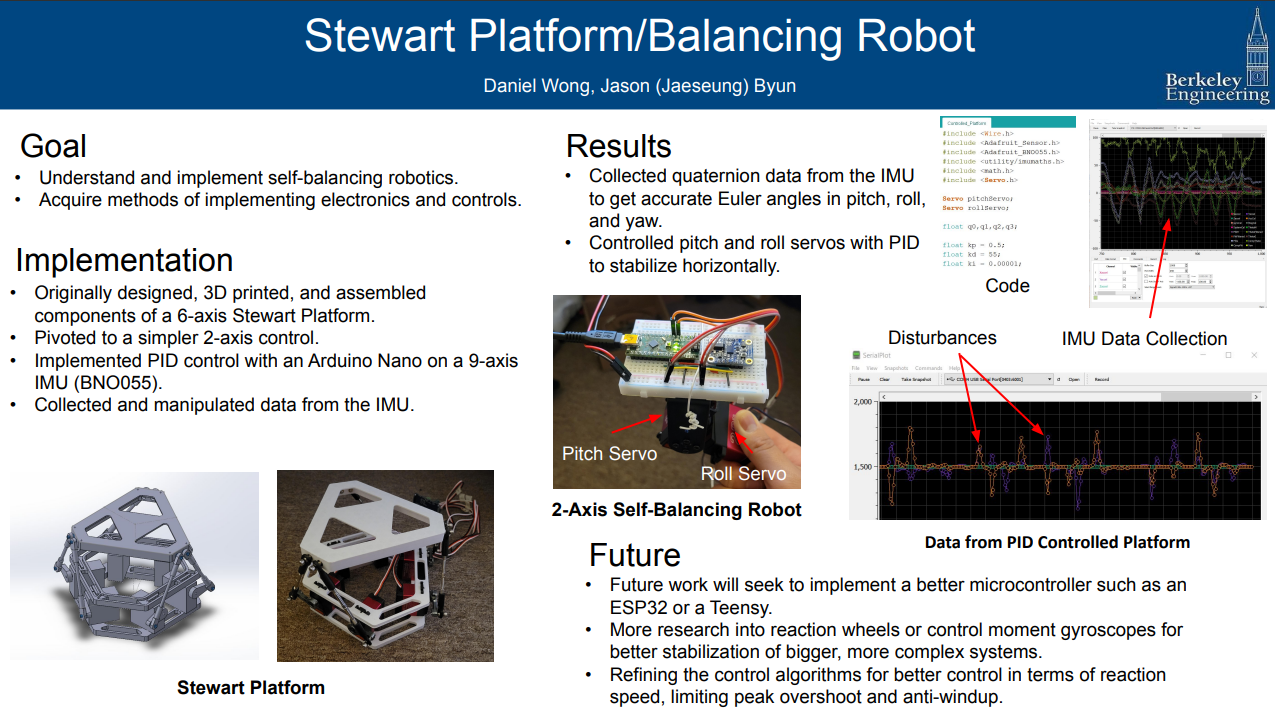 Stewart Platform/Balancing Robot
Daniel Wong, Jason (Jaeseung) Byun
Berkeley
Engineering
Goal
• Understand and implement self-balancing robotics.
• Acquire methods of implementing electronics and controls.
Implementation
• Originally designed, 3D printed, and assembled
components of a 6-axis Stewart Platform.
• Pivoted to a simpler 2-axis control.
• Implemented PID control with an Arduino Nano on a 9-axis
IMU (BNO055).
• Collected and manipulated data from the IMU.
Stewart Platform
Results
• Collected quaternion data from the IMU
to get accurate Euler angles in pitch, roll,
and yaw.
• Controlled pitch and roll servos with PID
to stabilize horizontally.
Pitch Servo
Roll Servo
2-Axis Self-Balancing Robot
Controlled_Platform
#include <Wire.h>
#include <Adafruit_Sensor.h>
#include <Adafruit_BNO055.h>
#include <utility/imumaths.h>
#include <math.h>
#include <Servo.h>
Servo pitchServo;
Servo rollServo;
float q0,q1,q2,q3;
float kp = 0.5;
float kd = 55;
float ki = 0.00001;
Code
IMU Data Collection
Disturbances
SerialPlot
File View Snapshots Commands Help
Pause Clear Take Snapshot Open Record
2,000
1,500
Data from PID Controlled Platform
Future
• Future work will seek to implement a better microcontroller such as an
ESP32 or a Teensy.
• More research into reaction wheels or control moment gyroscopes for
better stabilization of bigger, more complex systems.
• Refining the control algorithms for better control in terms of reaction
speed, limiting peak overshoot and anti-windup.